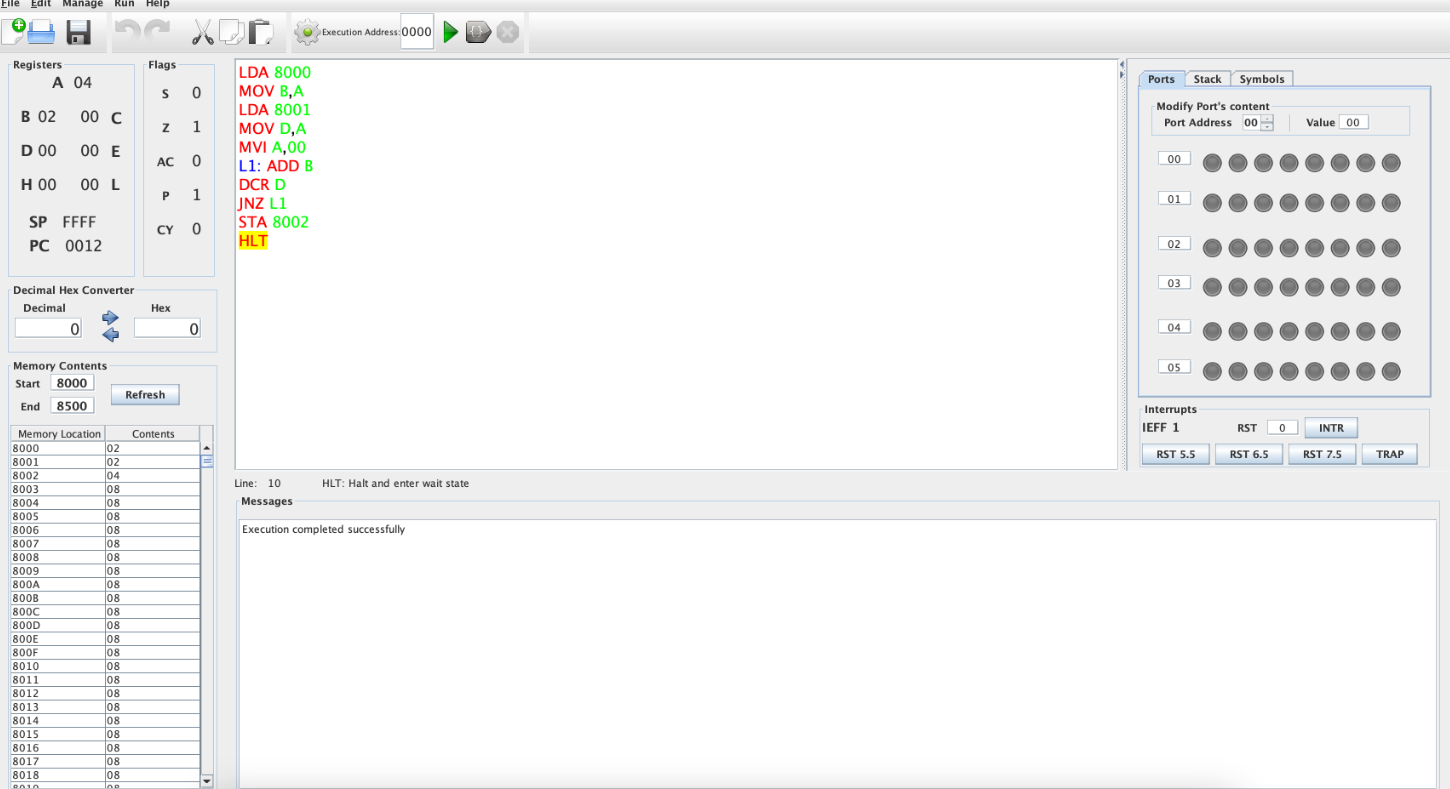 File Edit Manage Run Help
Execution Address: 0000
Registers
A 04
B 02 00 C
D 00 00 E
H 00 00 L
SP FFFF
PC 0012
Flags
S 0
Z 1
AC 0
P 1
CY 0
Decimal Hex Converter
Decimal Hex
0 0
Memory Contents
Start 8000
End 8500
Refresh
Memory Location Contents
8000 02
8001 02
8002 04
8003 08
8004 08
8005 08
8006 08
8007 08
8008 08
8009 08
800A 08
800B 08
800C 08
800D 08
800E 08
800F 08
8010 08
8011 08
8012 08
8013 08
8014 08
8015 08
8016 08
8017 08
8018 08
8019 08
LDA 8000
MOV B,A
LDA 8001
MOV D,A
MVI A,00
L1: ADD B
DCR D
JNZ L1
STA 8002
HLT
Line: 10 HLT: Halt and enter wait state
Messages
Execution completed successfully
Ports Stack Symbols
Modify Port's content
Port Address 00 Value 00
00
01
02
03
04
05
Interrupts
IEFF 1 RST 0 INTR
RST 5.5 RST 6.5 RST 7.5 TRAP